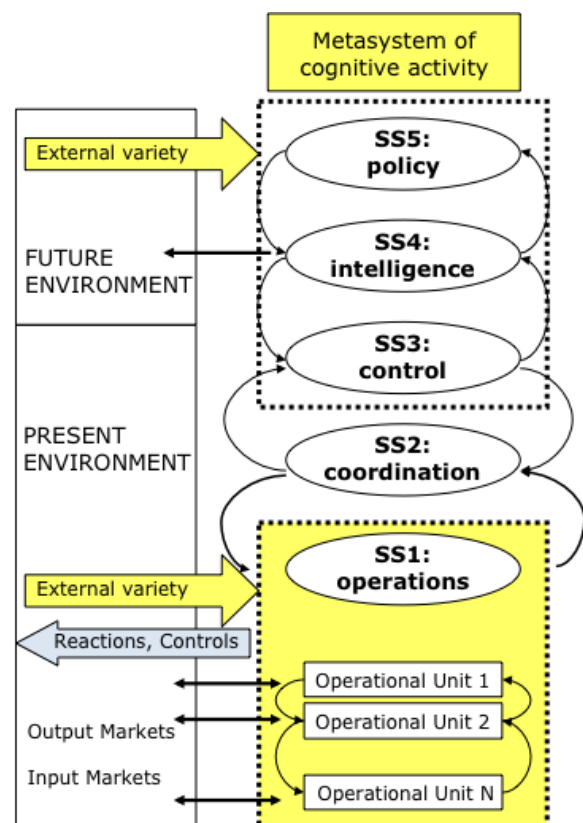 Metasystem of
cognitive activity
External variety
SS5:
policy
FUTURE
ENVIRONMENT
SS4:
intelligence
SS3:
control
PRESENT
ENVIRONMENT
SS2:
coordination
SS1:
operations
External variety
Reactions, Controls
Operational Unit 1
Operational Unit 2
Output Markets
Input Markets
Operational Unit N